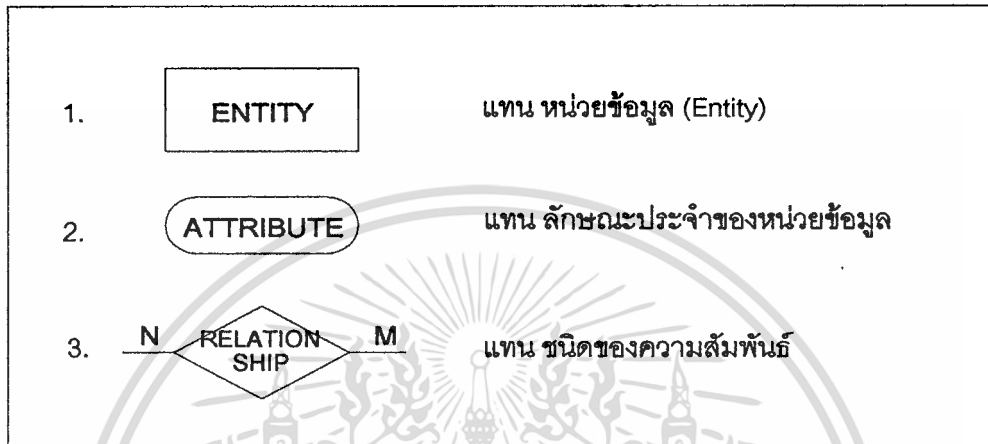 1. ENTITY แทน หน่วยข้อมูล (Entity)
2. ATTRIBUTE แทน ลักษณะประจำของหน่วยข้อมูล
3. N RELATION M แทน ชนิดของความสัมพันธ์
SHIP